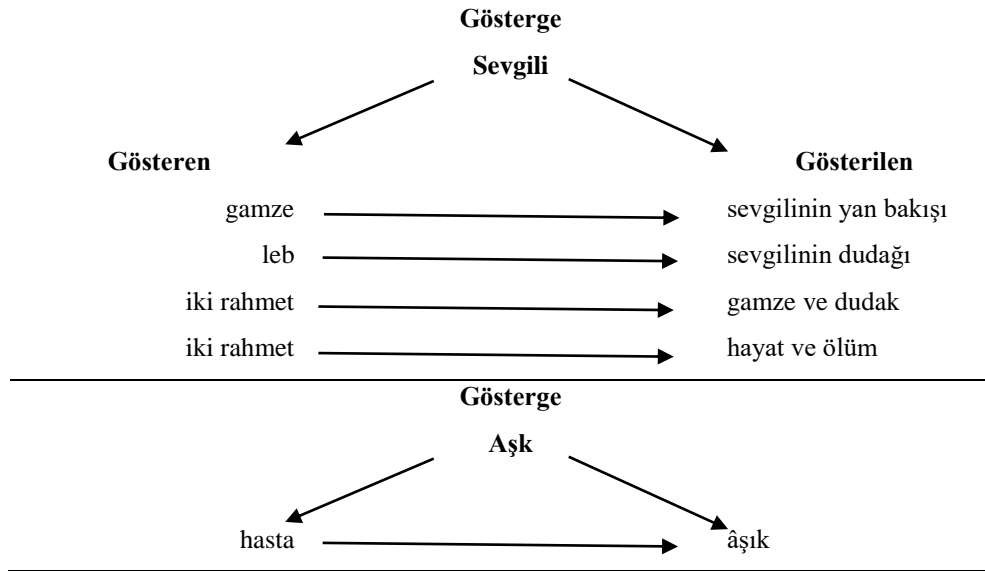 Gösterge
Sevgili
Gösteren Gösterilen
gamze sevgilinin yan bakışı
leb sevgilinin dudağı
iki rahmet gamze ve dudak
iki rahmet hayat ve ölüm
Gösterge
Aşk
hasta âşık